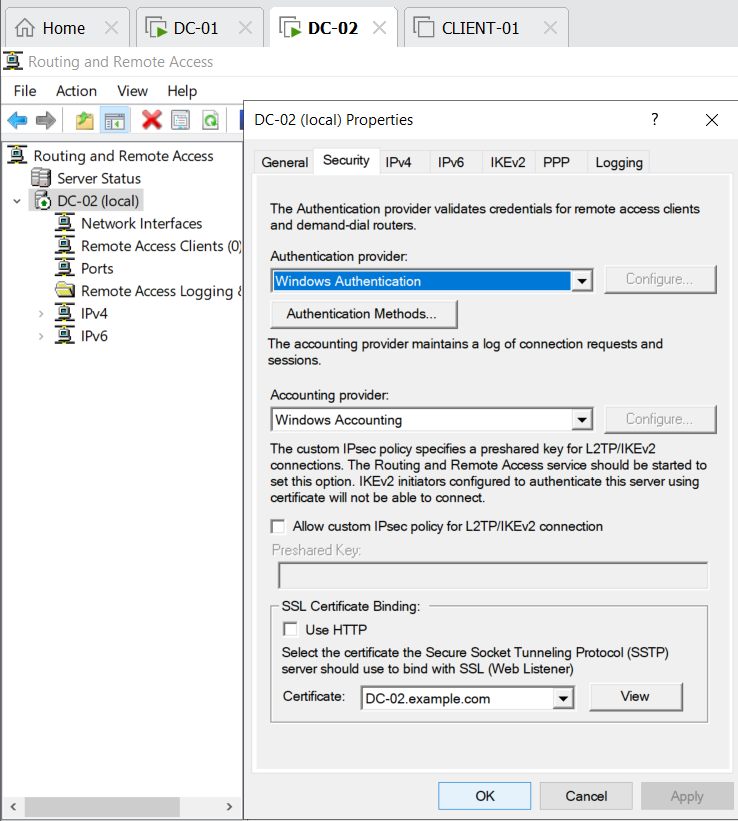 Home
DC-01
DC-02
CLIENT-01
Routing and Remote Access
File Action View Help
DC-02 (local) Properties
Routing and Remote Access
Server Status
DC-02 (local)
Network Interfaces
Remote Access Clients (0)
Ports
Remote Access Logging &
IPv4
IPv6
General Security IPv4 IPv6 IKEv2 PPP Logging
The Authentication provider validates credentials for remote access clients
and demand-dial routers.
Authentication provider:
Windows Authentication
Configure...
Authentication Methods...
The accounting provider maintains a log of connection requests and
sessions.
Accounting provider:
Windows Accounting
Configure...
The custom IPsec policy specifies a preshared key for L2TP/IKEv2
connections. The Routing and Remote Access service should be started to
set this option. IKEv2 initiators configured to authenticate this server using
certificate will not be able to connect.
Allow custom IPsec policy for L2TP/IKEv2 connection
Preshared Key:
SSL Certificate Binding:
Use HTTP
Select the certificate the Secure Socket Tunneling Protocol (SSTP)
server should use to bind with SSL (Web Listener)
Certificate: DC-02.example.com View
OK Cancel Apply